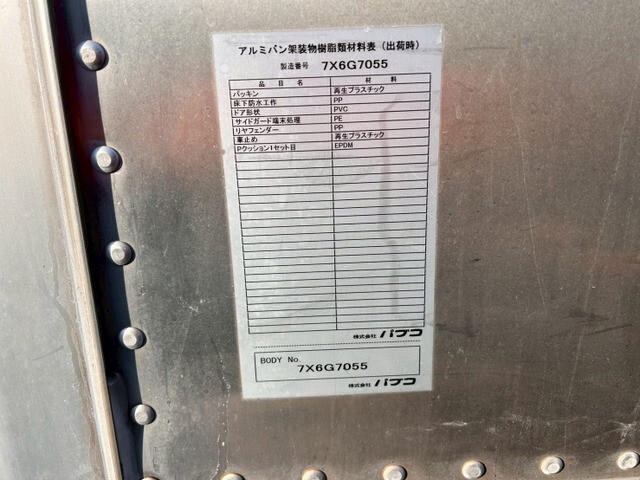 アルミバン架装物樹脂類材料表（出荷時）
製造番号 7X6G7055
品目名 材料
パッキン 再生プラスチック
床下防水工作 PP
ドア形状 PVC
サイドガード端末処理 PE
リヤフェンダー PP
車止め 再生プラスチック
Pクッション1セット目 EPDM
株式会社 パブコ
BODY No. 7X6G7055
株式会社 パブコ